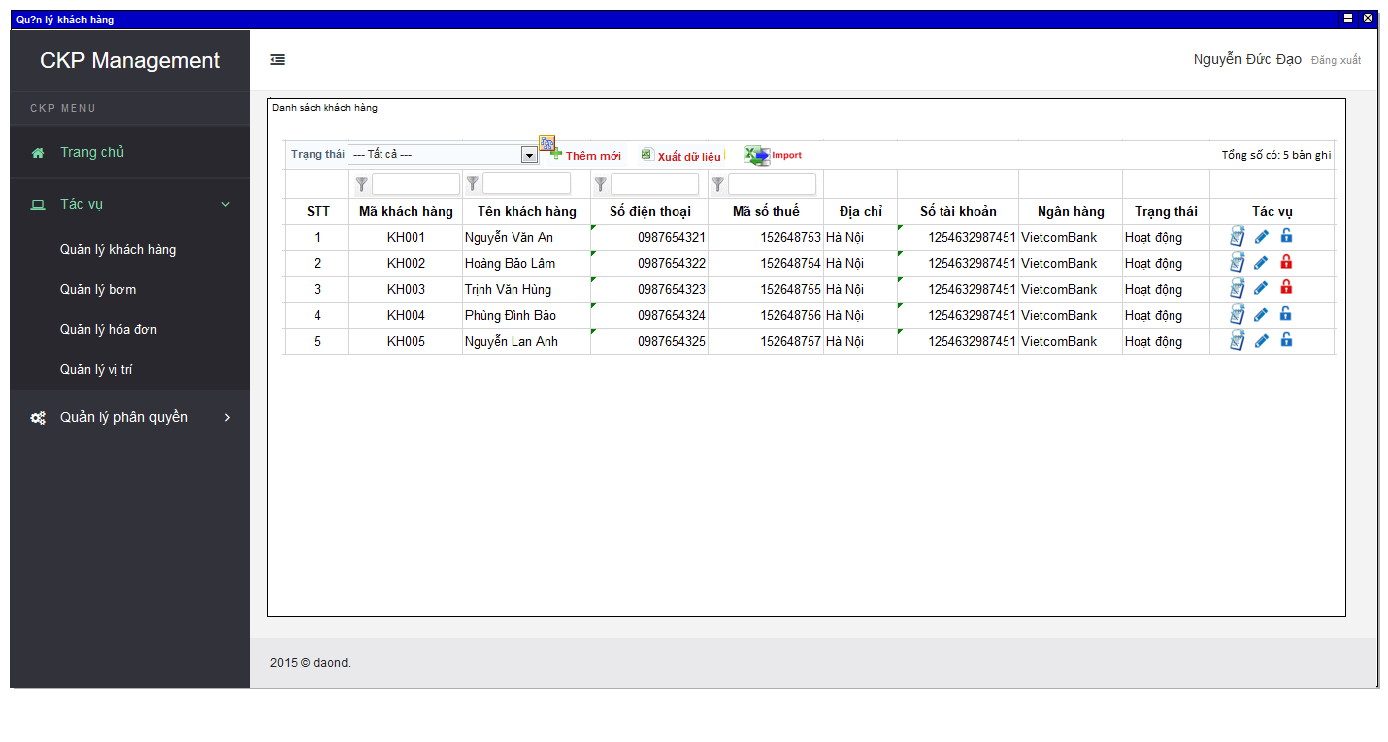 Qu?n lý khách hàng
CKP Management
Nguyễn Đức Đạo Đăng xuất
CKP MENU
Trang chủ
Tác vụ
Quản lý khách hàng
Quản lý bơm
Quản lý hóa đơn
Quản lý vị trí
Quản lý phân quyền
Danh sách khách hàng
Trạng thái --- Tất cả --- Thêm mới Xuất dữ liệu Import Tổng số có: 5 bản ghi
STT Mã khách hàng Tên khách hàng Số điện thoại Mã số thuế Địa chỉ Số tài khoản Ngân hàng Trạng thái Tác vụ
1 KH001 Nguyễn Văn An 0987654321 152648753 Hà Nội 1254632987451 VietcomBank Hoạt động
2 KH002 Hoàng Bảo Lâm 0987654322 152648754 Hà Nội 1254632987451 VietcomBank Hoạt động
3 KH003 Trịnh Văn Hùng 0987654323 152648755 Hà Nội 1254632987451 VietcomBank Hoạt động
4 KH004 Phùng Đình Bảo 0987654324 152648756 Hà Nội 1254632987451 VietcomBank Hoạt động
5 KH005 Nguyễn Lan Anh 0987654325 152648757 Hà Nội 1254632987451 VietcomBank Hoạt động
2015 © daond.